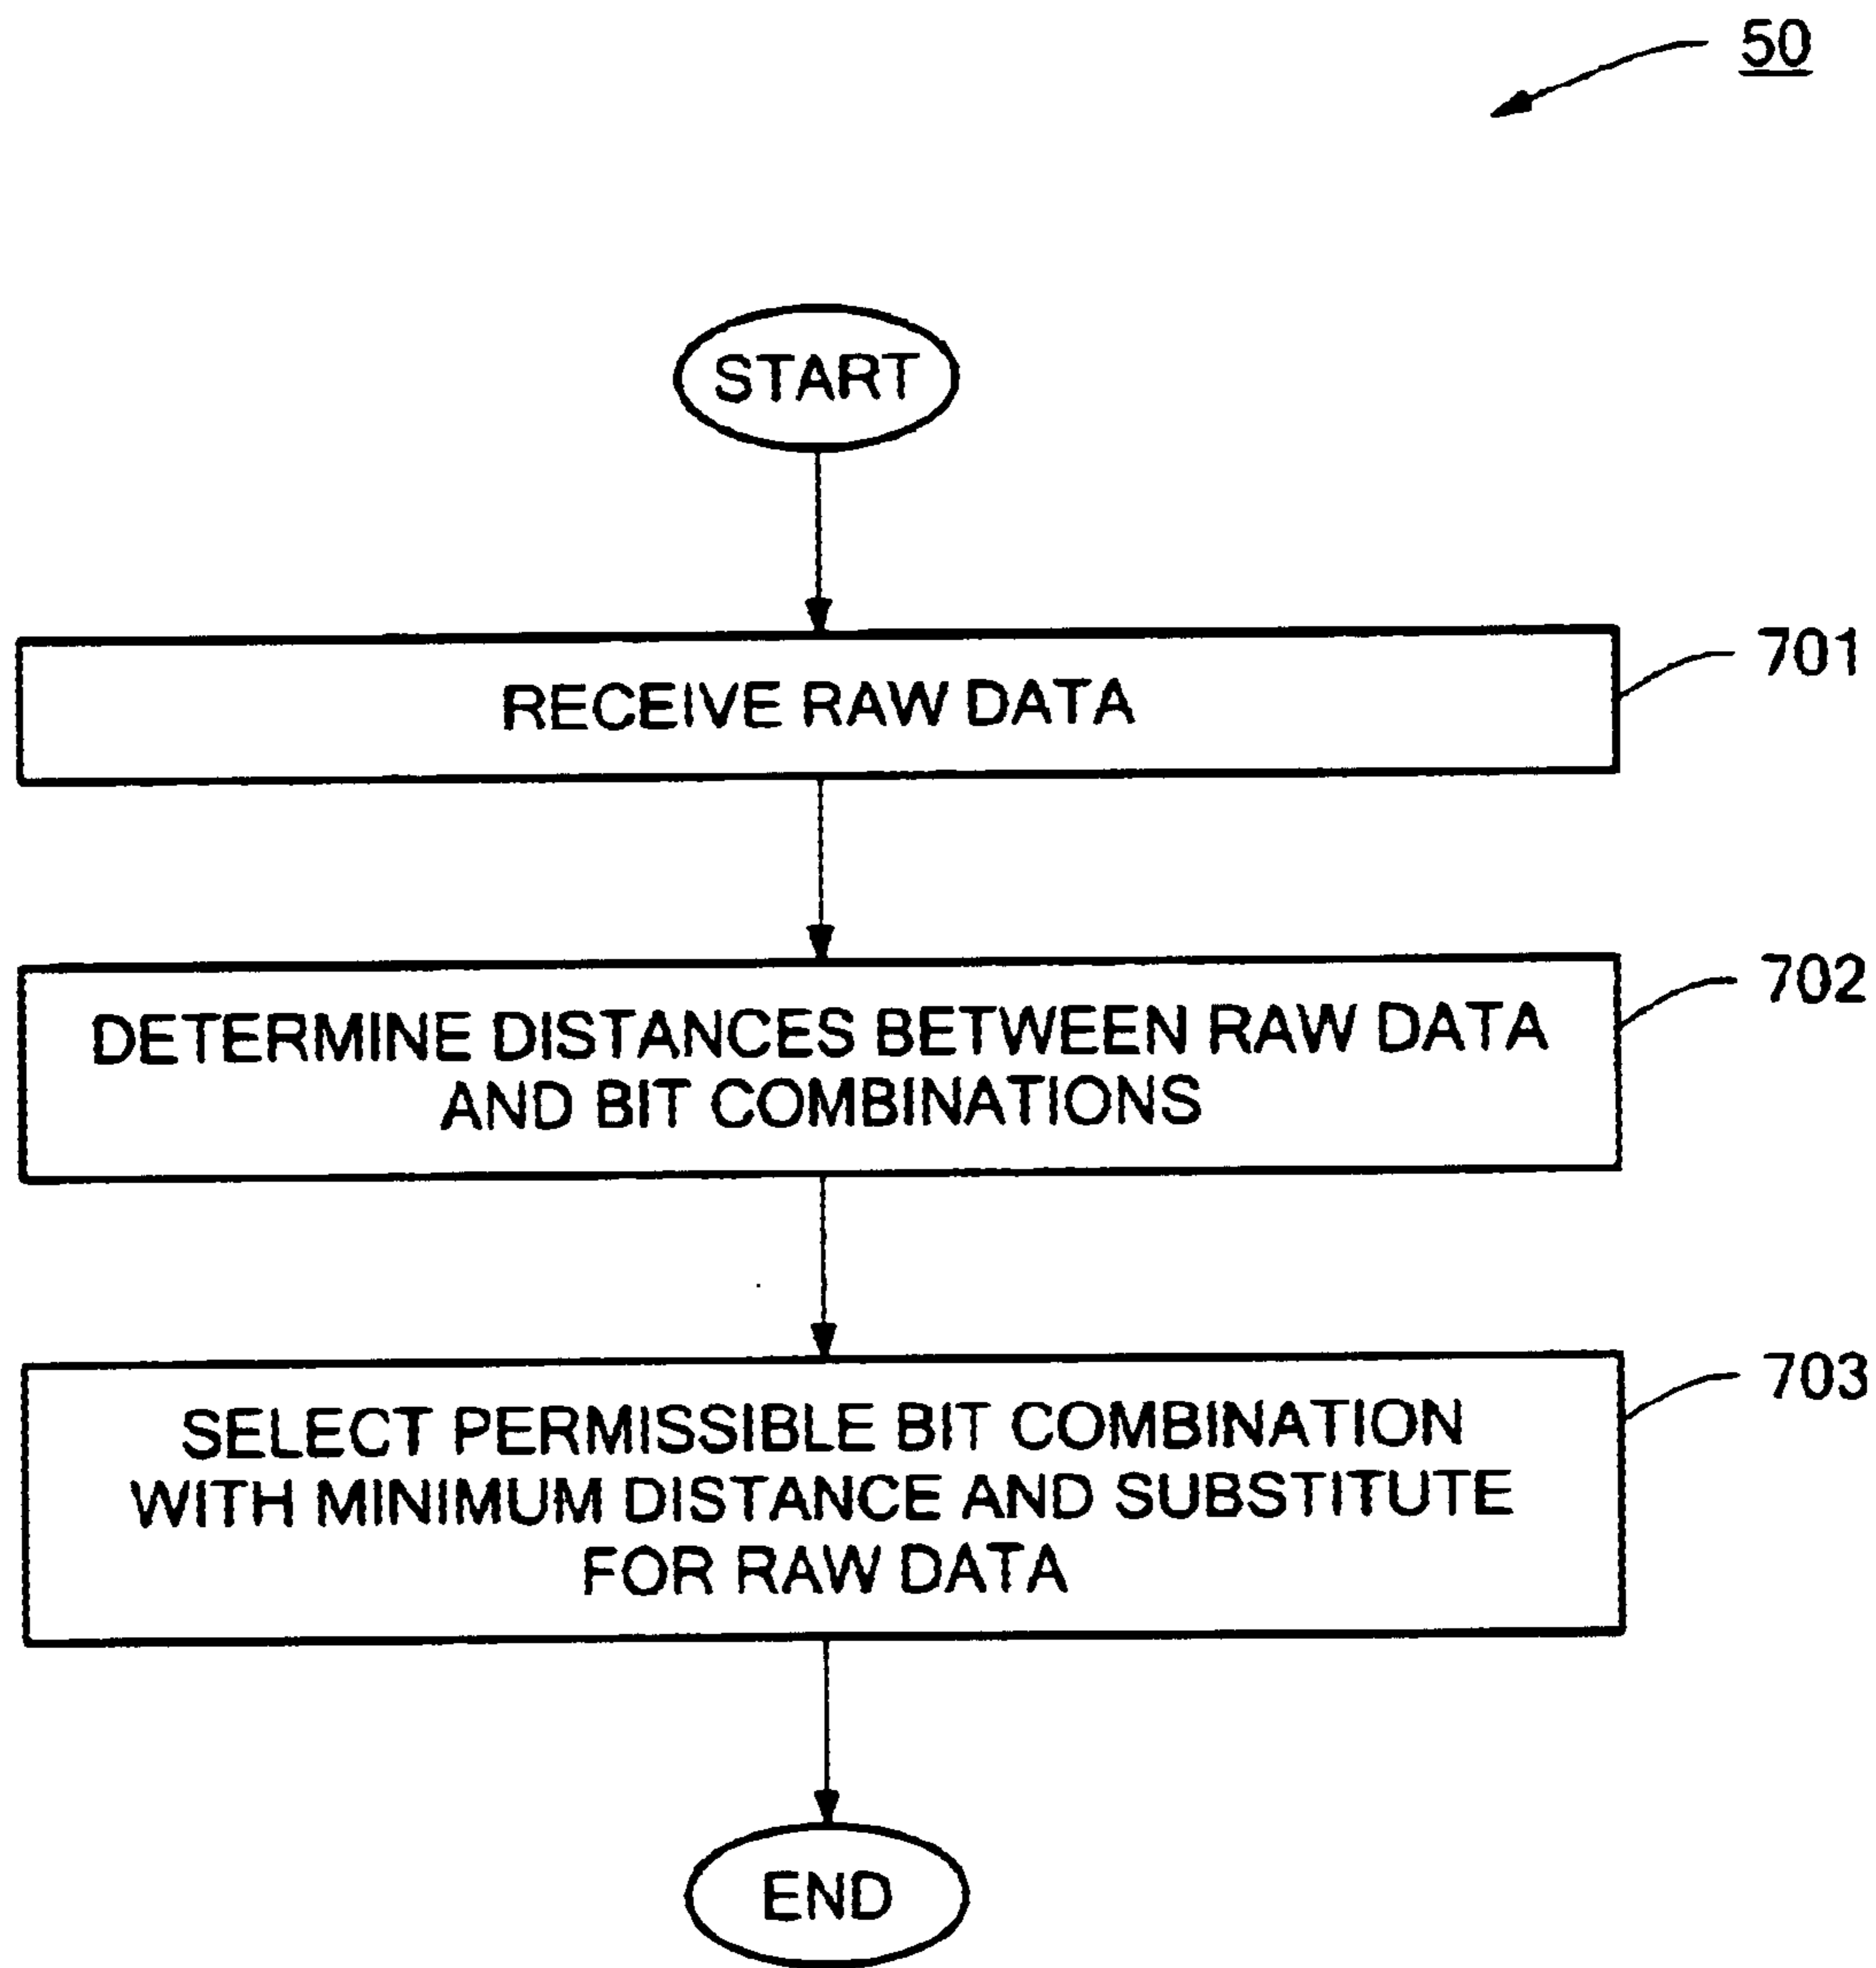 50
START
RECEIVE RAW DATA
701
DETERMINE DISTANCES BETWEEN RAW DATA
AND BIT COMBINATIONS
702
SELECT PERMISSIBLE BIT COMBINATION
WITH MINIMUM DISTANCE AND SUBSTITUTE
FOR RAW DATA
703
END